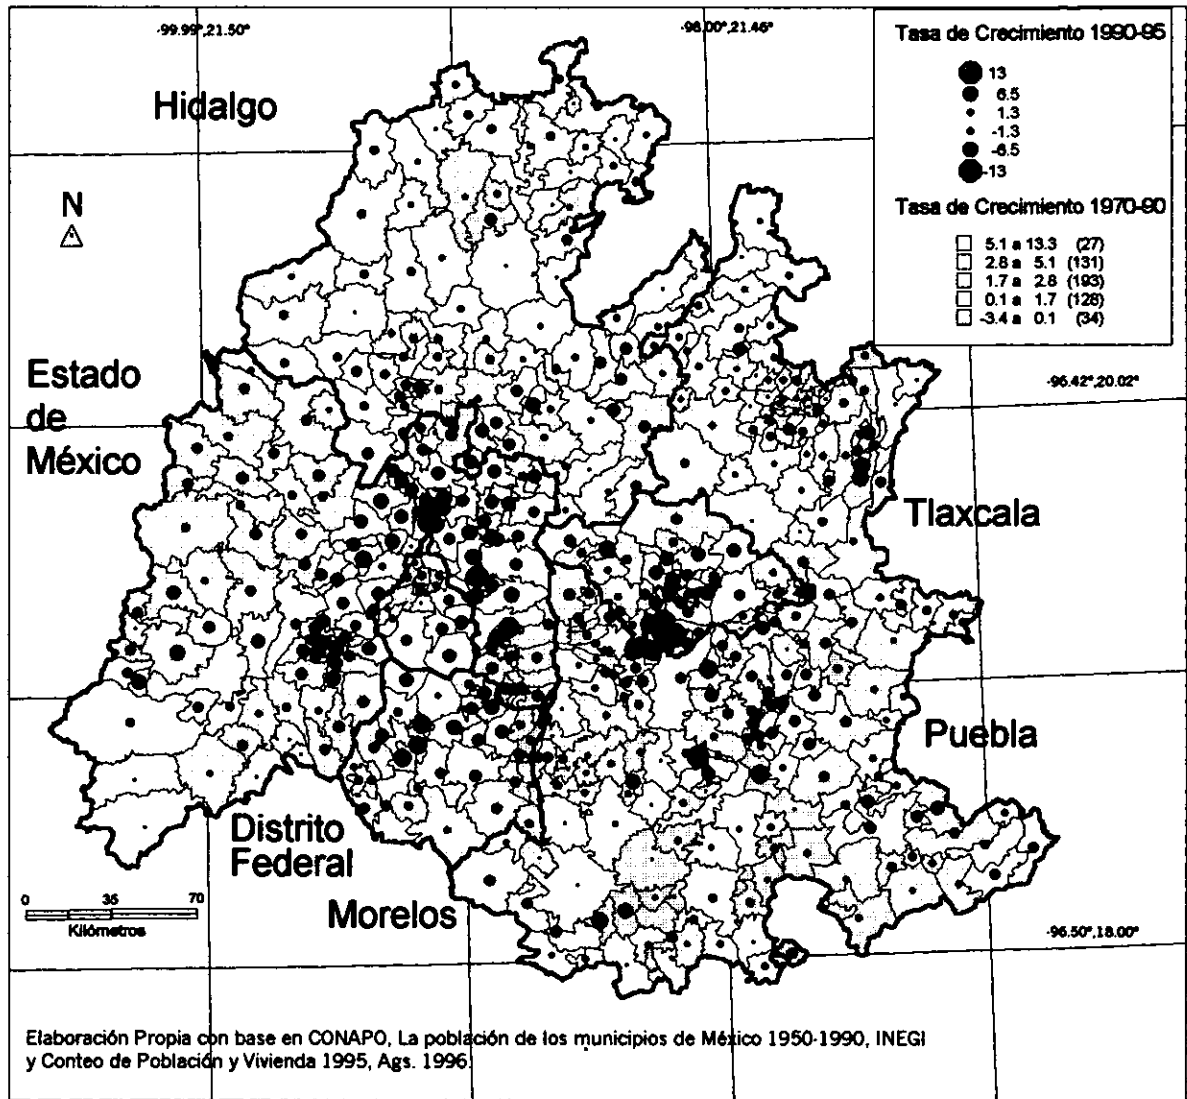 -99.99°,21.50°
-98.00°,21.46°
Tasa de Crecimiento 1990-95
13
6.5
1.3
-1.3
-6.5
-13
Tasa de Crecimiento 1970-90
5.1 a 13.3 (27)
2.8 a 5.1 (131)
1.7 a 2.8 (193)
0.1 a 1.7 (128)
-3.4 a 0.1 (34)
Hidalgo
N
Estado
de
México
-96.42°,20.02°
Tlaxcala
Puebla
Distrito
Federal
Morelos
0 35 70
Kilómetros
-96.50°,18.00°
Elaboración Propia con base en CONAPO, La población de los municipios de México 1950-1990, INEGI
y Conteo de Población y Vivienda 1995, Ags. 1996.